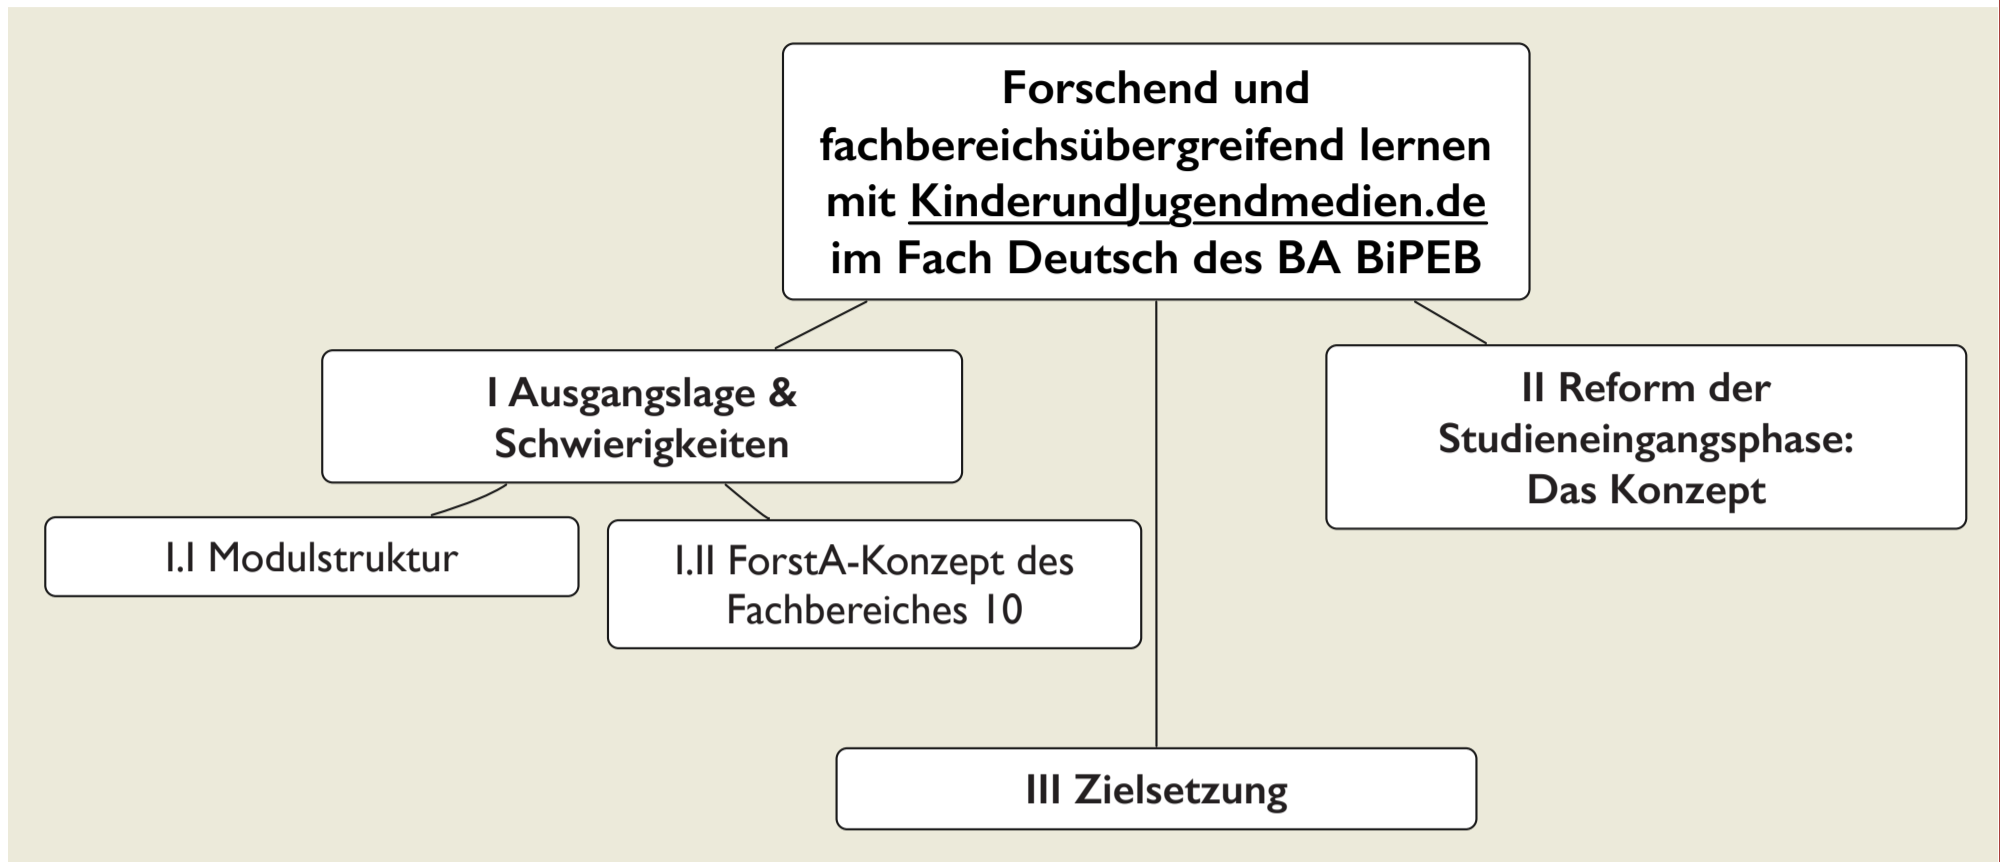 Forschend und
fachbereichsübergreifend lernen
mit KinderundJugendmedien.de
im Fach Deutsch des BA BiPEB
I Ausgangslage &
Schwierigkeiten
II Reform der
Studieneingangsphase:
Das Konzept
I.I Modulstruktur
I.II ForstA-Konzept des
Fachbereiches 10
III Zielsetzung